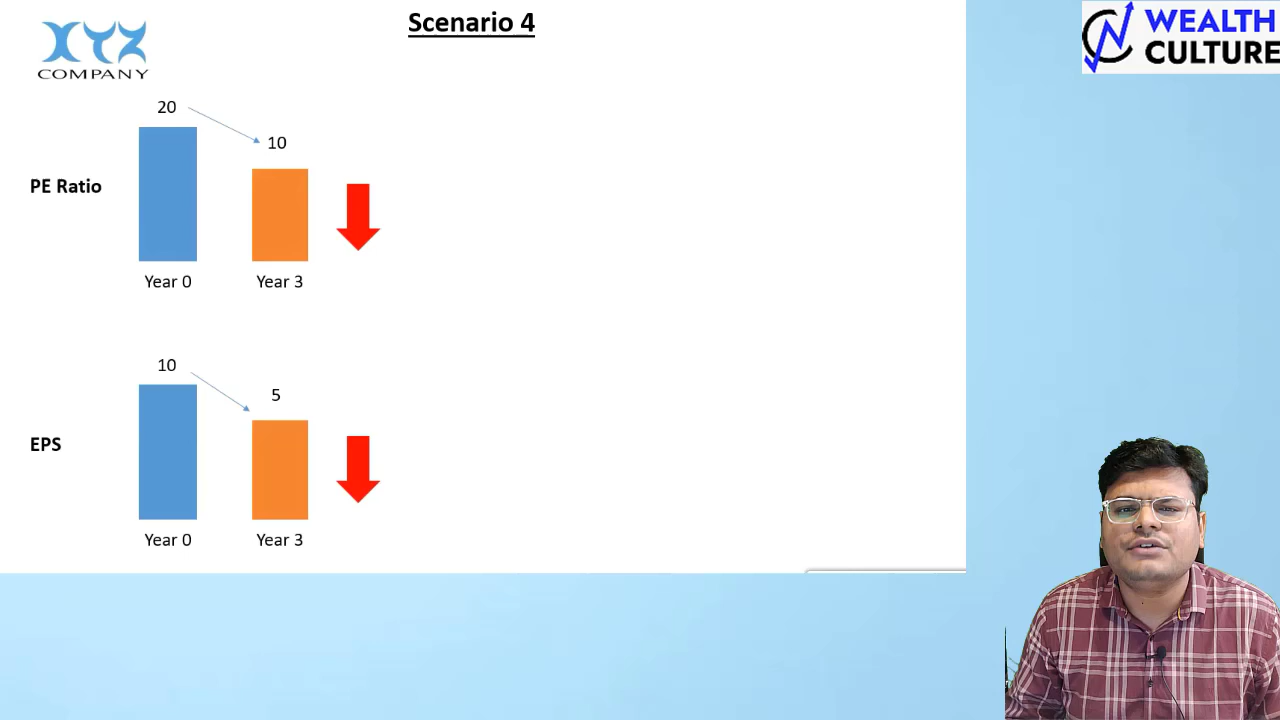 Scenario 4
XYZ
COMPANY
WEALTH
CULTURE
20
10
PE Ratio
Year 0
Year 3
10
5
EPS
Year 0
Year 3